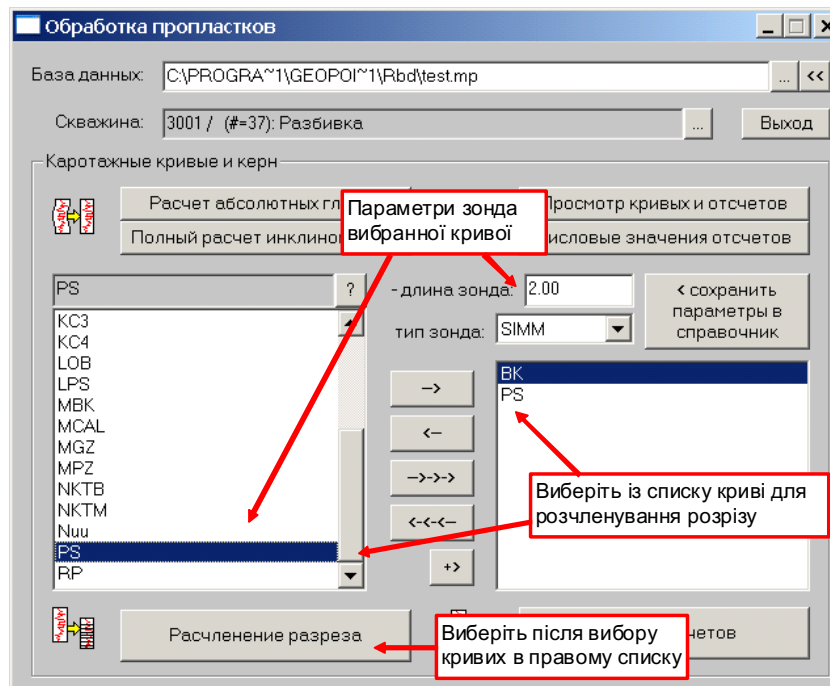 Обработка пропластков
База данных: C:\PROGRA~1\GEOPOI~1\Rbd\test.mp ... <<
Скважина: 3001 / (#=37): Разбивка ... Выход
Каротажные кривые и керн
Расчет абсолютных гл
Просмотр кривых и отсчетов
Полный расчет инклино
исловые значения отсчетов
Параметри зонда
вибранної кривої
PS ?
- длина зонда: 2.00
< сохранить
параметры в
справочник
тип зонда: SIMM
KC3
KC4
LOB
LPS
MBK
MCAL
MGZ
MPZ
NKTB
NKTM
Nuu
PS
RP
-->
<--
-->->->
<-<-<--
+>
BK
PS
Виберіть із списку криві для
розчленування розрізу
Расчленение разреза
Виберіть після вибору
кривих в правому списку
четов